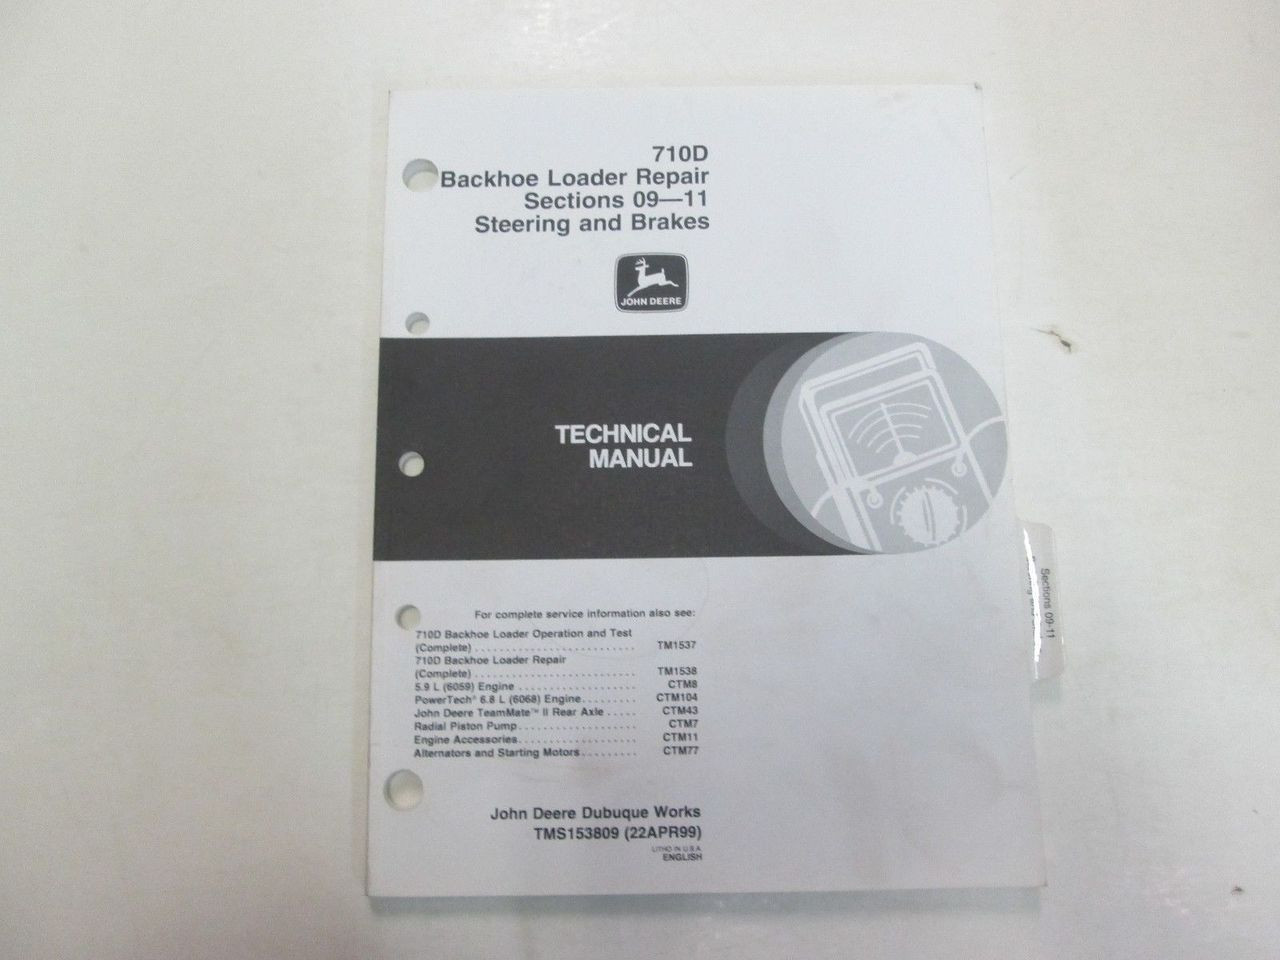 710D
Backhoe Loader Repair
Sections 09—11
Steering and Brakes
JOHN DEERE
TECHNICAL
MANUAL
For complete service information also see:
710D Backhoe Loader Operation and Test
(Complete) . . . . . . . . . . . . . . . . . . . . . . . . . . TM1537
710D Backhoe Loader Repair
(Complete) . . . . . . . . . . . . . . . . . . . . . . . . . . TM1538
5.9 L (6059) Engine . . . . . . . . . . . . . . . . . . . CTM8
PowerTech® 6.8 L (6068) Engine. . . . . . . . . CTM104
John Deere TeamMate™ II Rear Axle . . . . . CTM43
Radial Piston Pump. . . . . . . . . . . . . . . . . . . CTM7
Engine Accessories. . . . . . . . . . . . . . . . . . . CTM11
Alternators and Starting Motors. . . . . . . . . CTM77
John Deere Dubuque Works
TMS153809 (22APR99)
LITHO IN U.S.A.
ENGLISH
Sections 09-11